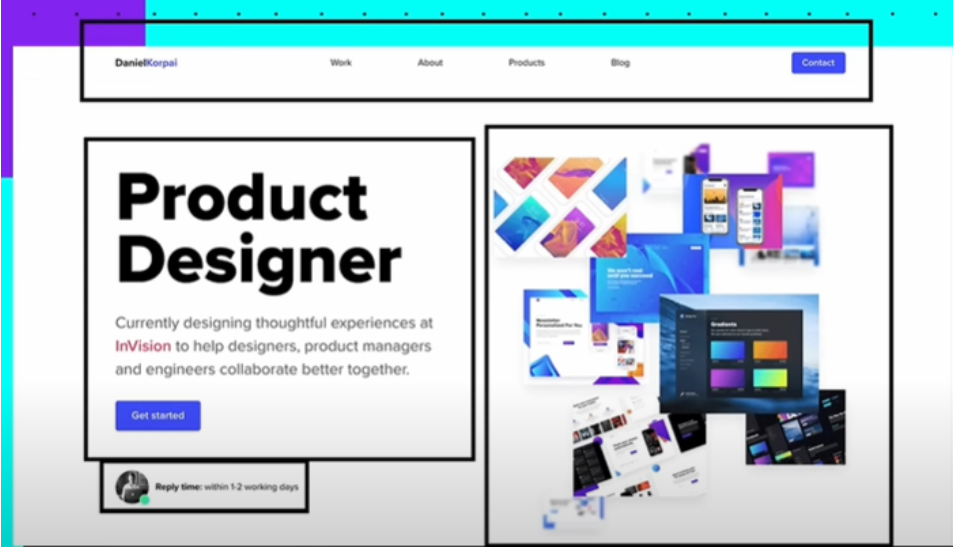 DanielKorpai Work About Products Blog Contact
Product
Designer
Currently designing thoughtful experiences at
InVision to help designers, product managers
and engineers collaborate better together.
Get started
Reply time: within 1-2 working days
We won't rest
until you succeed
Newsletter
Personalized For You
Gradients